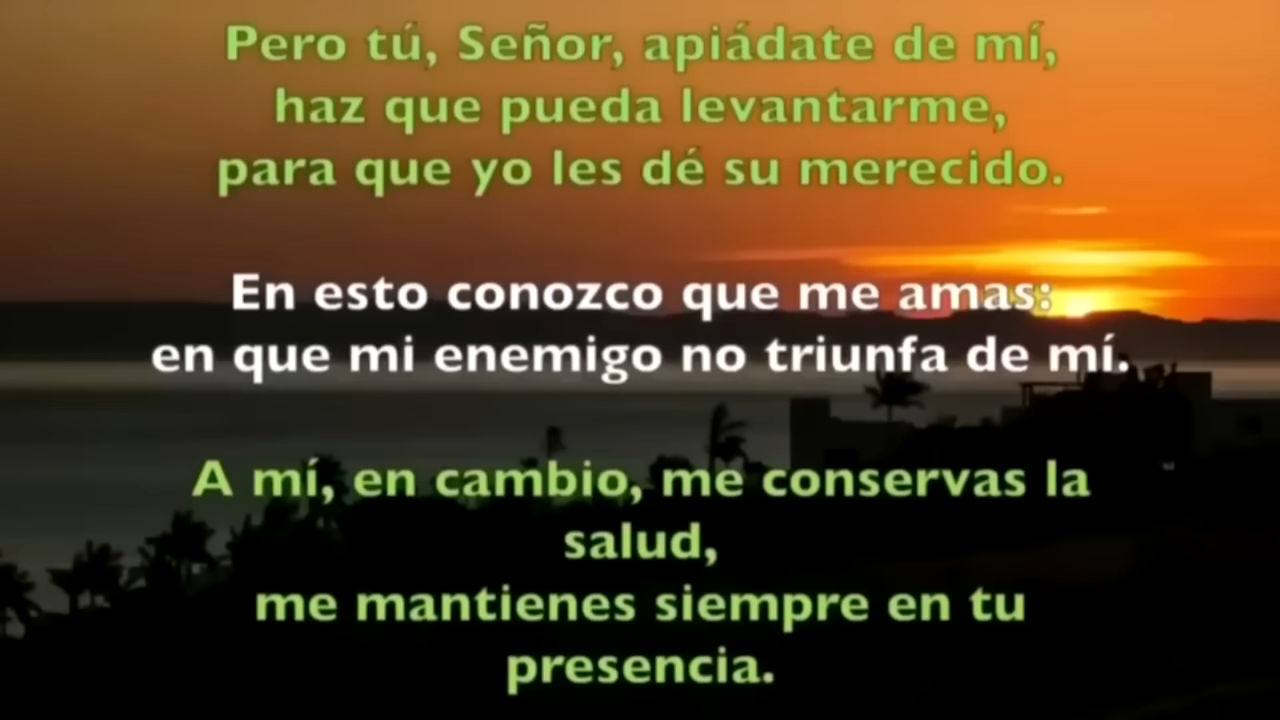 Pero tú, Señor, apiádate de mí,
haz que pueda levantarme,
para que yo les dé su merecido.
En esto conozco que me amas:
en que mi enemigo no triunfa de mí.
A mí, en cambio, me conservas la
salud,
me mantienes siempre en tu
presencia.